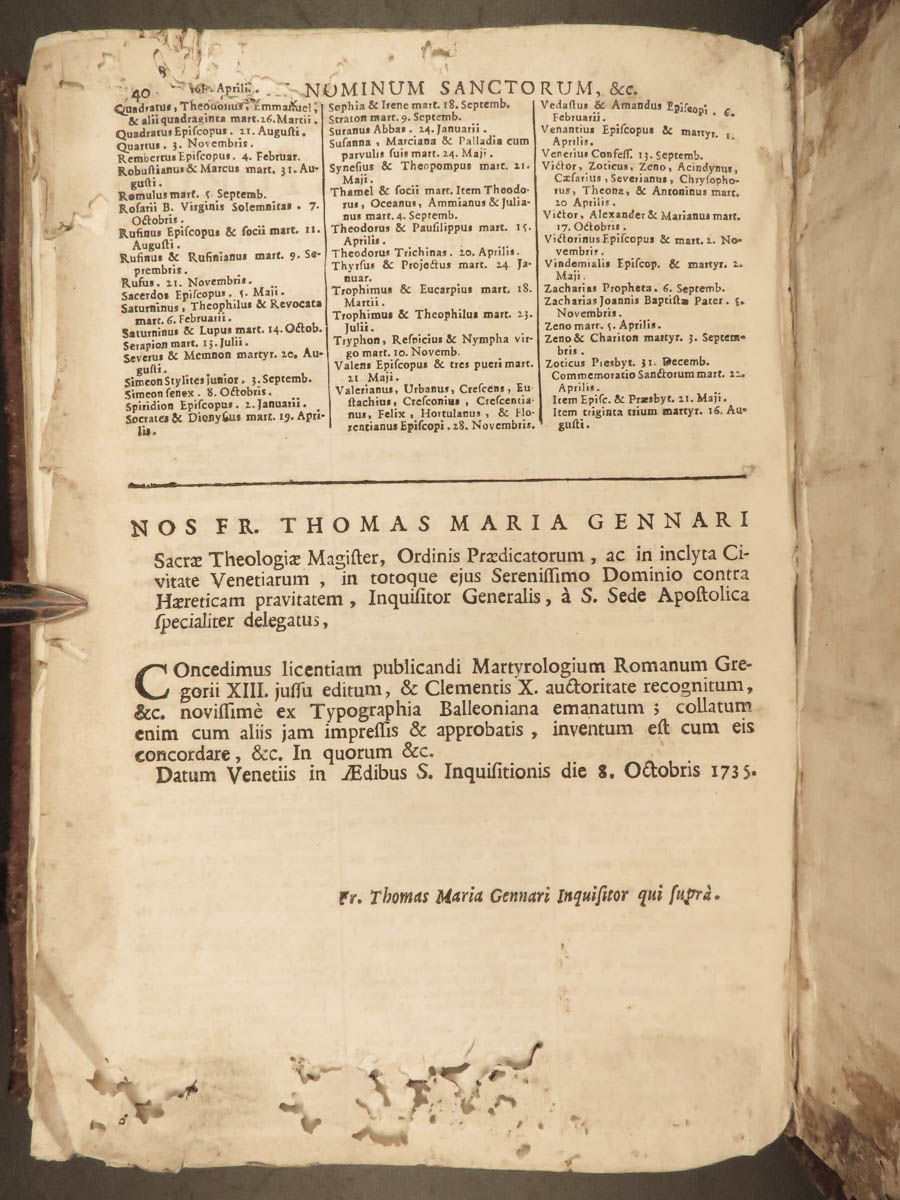 40 NOMINUM SANCTORUM, &c.
Aprilis.
Quadratus, Theodosius, Emmanuel,
& alii quadraginta mart. 26. Martii.
Quadratus Epiſcopus. 21. Auguſti.
Quartus. 3. Novembris.
Rembertus Epiſcopus. 4. Februar.
Robuſtianus & Marcus mart. 31. Au-
guſti.
Romulus mart. 5. Septemb.
Roſarii B. Virginis Solemnitas. 7.
Octobris.
Rufinus Epiſcopus & ſocii mart. 11.
Auguſti.
Rufinus & Rufinianus mart. 9. Se-
prembris.
Rufus. 21. Novembris.
Sacerdos Epiſcopus. 5. Maji.
Saturninus, Theophilus & Revocata
mart. 6. Februarii.
Saturninus & Lupus mart. 14. Octob.
Serapion mart. 13. Julii.
Severus & Memnon martyr. 20. Au-
guſti.
Simeon Stylites junior. 3. Septemb.
Simeon ſenex. 8. Octobris.
Spiridion Epiſcopus. 2. Januarii.
Socrates & Dionyſius mart. 19. Apri-
lis.
Sophia & Irene mart. 18. Septemb.
Straton mart. 9. Septemb.
Suranus Abbas. 24. Januarii.
Suſanna, Marciana & Palladia cum
parvulis ſuis mart. 24. Maji.
Syneſius & Theopompus mart. 21.
Maji.
Thamel & ſocii mart. Item Theodo-
rus, Oceanus, Ammianus & Julia-
nus mart. 4. Septemb.
Theodorus & Pauſilippus mart. 15.
Aprilis.
Theodorus Trichinas. 20. Aprilis.
Thyrſus & Projectus mart. 24. Ja-
nuar.
Trophimus & Eucarpius mart. 18.
Martii.
Trophimus & Theophilus mart. 23.
Julii.
Tryphon, Reſpicius & Nympha vir-
go mart. 10. Novemb.
Valens Epiſcopus & tres pueri mart.
21. Maji.
Valerianus, Urbanus, Creſcens, Eu
ſtachius, Creſconius, Creſcentia-
nus, Felix, Hortulanus, & Flo-
rentianus Epiſcopi. 28. Novembris.
Vedaſtus & Amandus Epiſcopi. 6.
Februarii.
Venantius Epiſcopus & martyr. 1.
Aprilis.
Venerius Confeſſ. 13. Septemb.
Victor, Zoticus, Zeno, Acindynus,
Cæſarius, Severianus, Chryſopho-
rus, Theona, & Antoninus mart.
20 Aprilis.
Victor, Alexander & Marianus mart.
17. Octobris.
Victorinus Epiſcopus & mart. 2. No-
vembris.
Vindemialis Epiſcop. & martyr. 2.
Maji.
Zacharias Propheta. 6. Septemb.
Zacharias Joannis Baptiſtæ Pater. 5.
Novembris.
Zeno marr. 5. Aprilis.
Zeno & Chariton martyr. 3. Septem-
bris.
Zoticus Presbyt. 31. Decemb.
Commemoratio Sanctorum mart. 22.
Aprilis.
Item Epiſc. & Præsbyt. 21. Maji.
Item triginta trium martyr. 16. Au-
guſti.
NOS FR. THOMAS MARIA GENNARI
Sacræ Theologiæ Magiſter, Ordinis Prædicatorum, ac in inclyta Ci-
vitate Venetiarum, in totoque ejus Sereniſſimo Dominio contra
Hæreticam pravitatem, Inquiſitor Generalis, à S. Sede Apoſtolica
ſpecialiter delegatus,
COncedimus licentiam publicandi Martyrologium Romanum Gre-
gorii XIII. juſſu editum, & Clementis X. auctoritate recognitum,
&c. noviſſimè ex Typographia Balleoniana emanatum; collatum
enim cum aliis jam impreſſis & approbatis, inventum eſt cum eis
concordare, &c. In quorum &c.
Datum Venetiis in Ædibus S. Inquiſitionis die 8. Octobris 1735.
Fr. Thomas Maria Gennari Inquiſitor qui ſuprà.